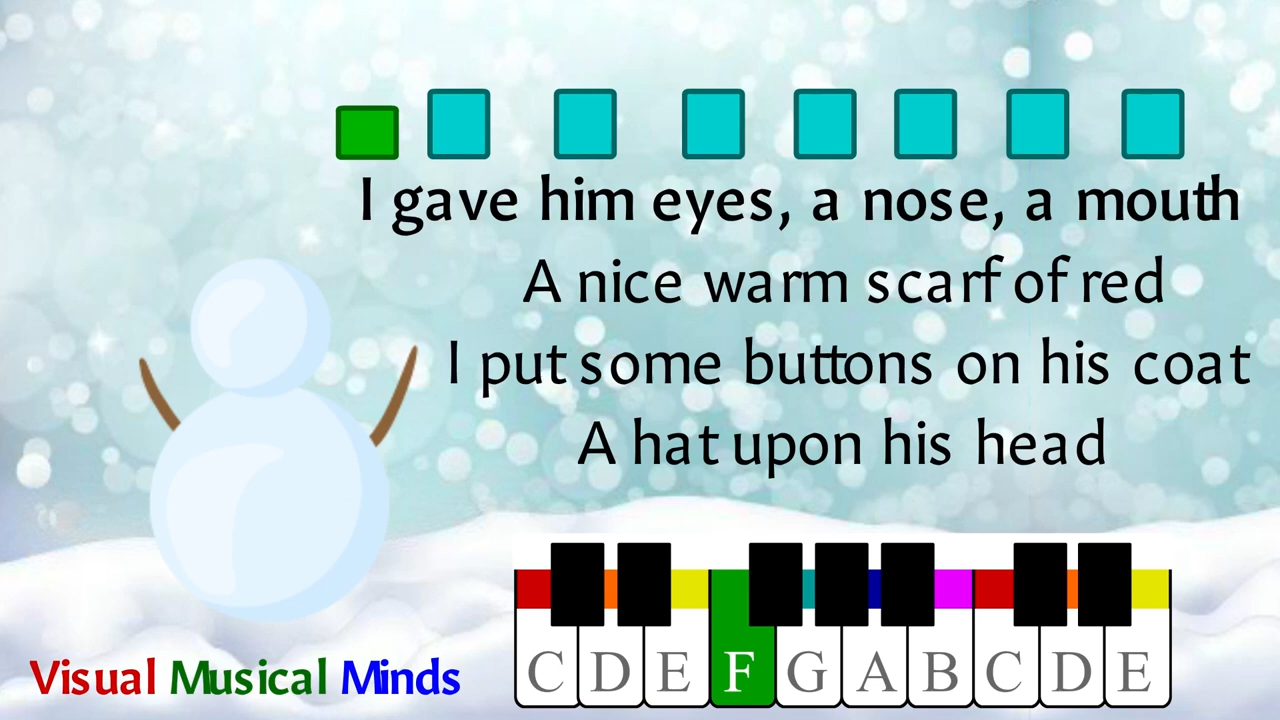 I gave him eyes, a nose, a mouth
A nice warm scarf of red
I put some buttons on his coat
A hat upon his head
C D E F G A B C D E
Visual Musical Minds